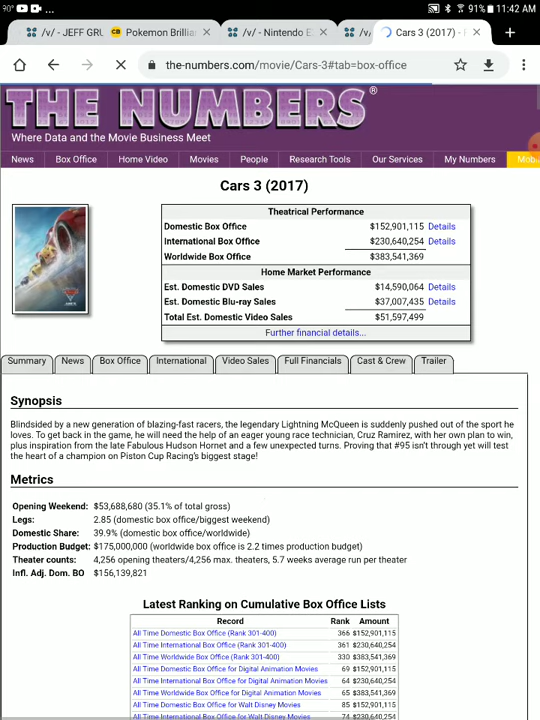 90° 91% 11:42 AM
/v/ - JEFF GRU Pokemon Brillian /v/ - Nintendo E /v/ Cars 3 (2017) -
the-numbers.com/movie/Cars-3#tab=box-office
THE NUMBERS®
Where Data and the Movie Business Meet
News Box Office Home Video Movies People Research Tools Our Services My Numbers Mob
Cars 3 (2017)
Theatrical Performance
Domestic Box Office $152,901,115 Details
International Box Office $230,640,254 Details
Worldwide Box Office $383,541,369
Home Market Performance
Est. Domestic DVD Sales $14,590,064 Details
Est. Domestic Blu-ray Sales $37,007,435 Details
Total Est. Domestic Video Sales $51,597,499
Further financial details...
Summary News Box Office International Video Sales Full Financials Cast & Crew Trailer
Synopsis
Blindsided by a new generation of blazing-fast racers, the legendary Lightning McQueen is suddenly pushed out of the sport he
loves. To get back in the game, he will need the help of an eager young race technician, Cruz Ramirez, with her own plan to win,
plus inspiration from the late Fabulous Hudson Hornet and a few unexpected turns. Proving that #95 isn't through yet will test
the heart of a champion on Piston Cup Racing's biggest stage!
Metrics
Opening Weekend: $53,688,680 (35.1% of total gross)
Legs: 2.85 (domestic box office/biggest weekend)
Domestic Share: 39.9% (domestic box office/worldwide)
Production Budget: $175,000,000 (worldwide box office is 2.2 times production budget)
Theater counts: 4,256 opening theaters/4,256 max. theaters, 5.7 weeks average run per theater
Infl. Adj. Dom. BO $156,139,821
Latest Ranking on Cumulative Box Office Lists
Record Rank Amount
All Time Domestic Box Office (Rank 301-400) 366 $152,901,115
All Time International Box Office (Rank 301-400) 361 $230,640,254
All Time Worldwide Box Office (Rank 301-400) 330 $383,541,369
All Time Domestic Box Office for Digital Animation Movies 69 $152,901,115
All Time International Box Office for Digital Animation Movies 64 $230,640,254
All Time Worldwide Box Office for Digital Animation Movies 65 $383,541,369
All Time Domestic Box Office for Walt Disney Movies 85 $152,901,115
All Time International Box Office for Walt Disney Movies 74 $230,640,254